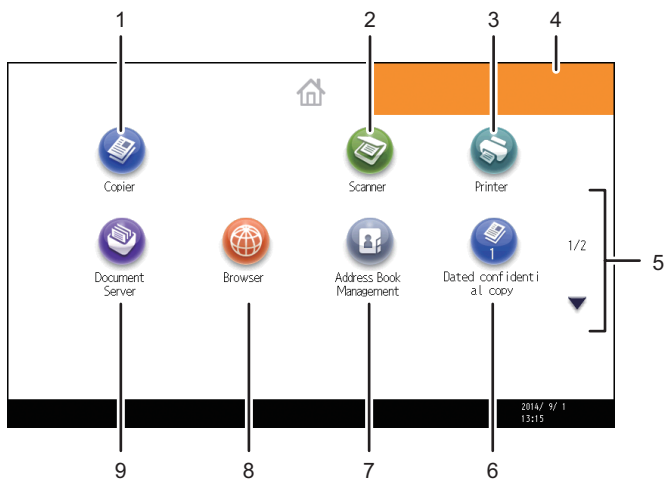 1 2 3 4
Copier Scanner Printer
1
1/2
5
Document Browser Address Book Dated confidenti
Server Management al copy
2014/ 9/ 1
13:15
9 8 7 6